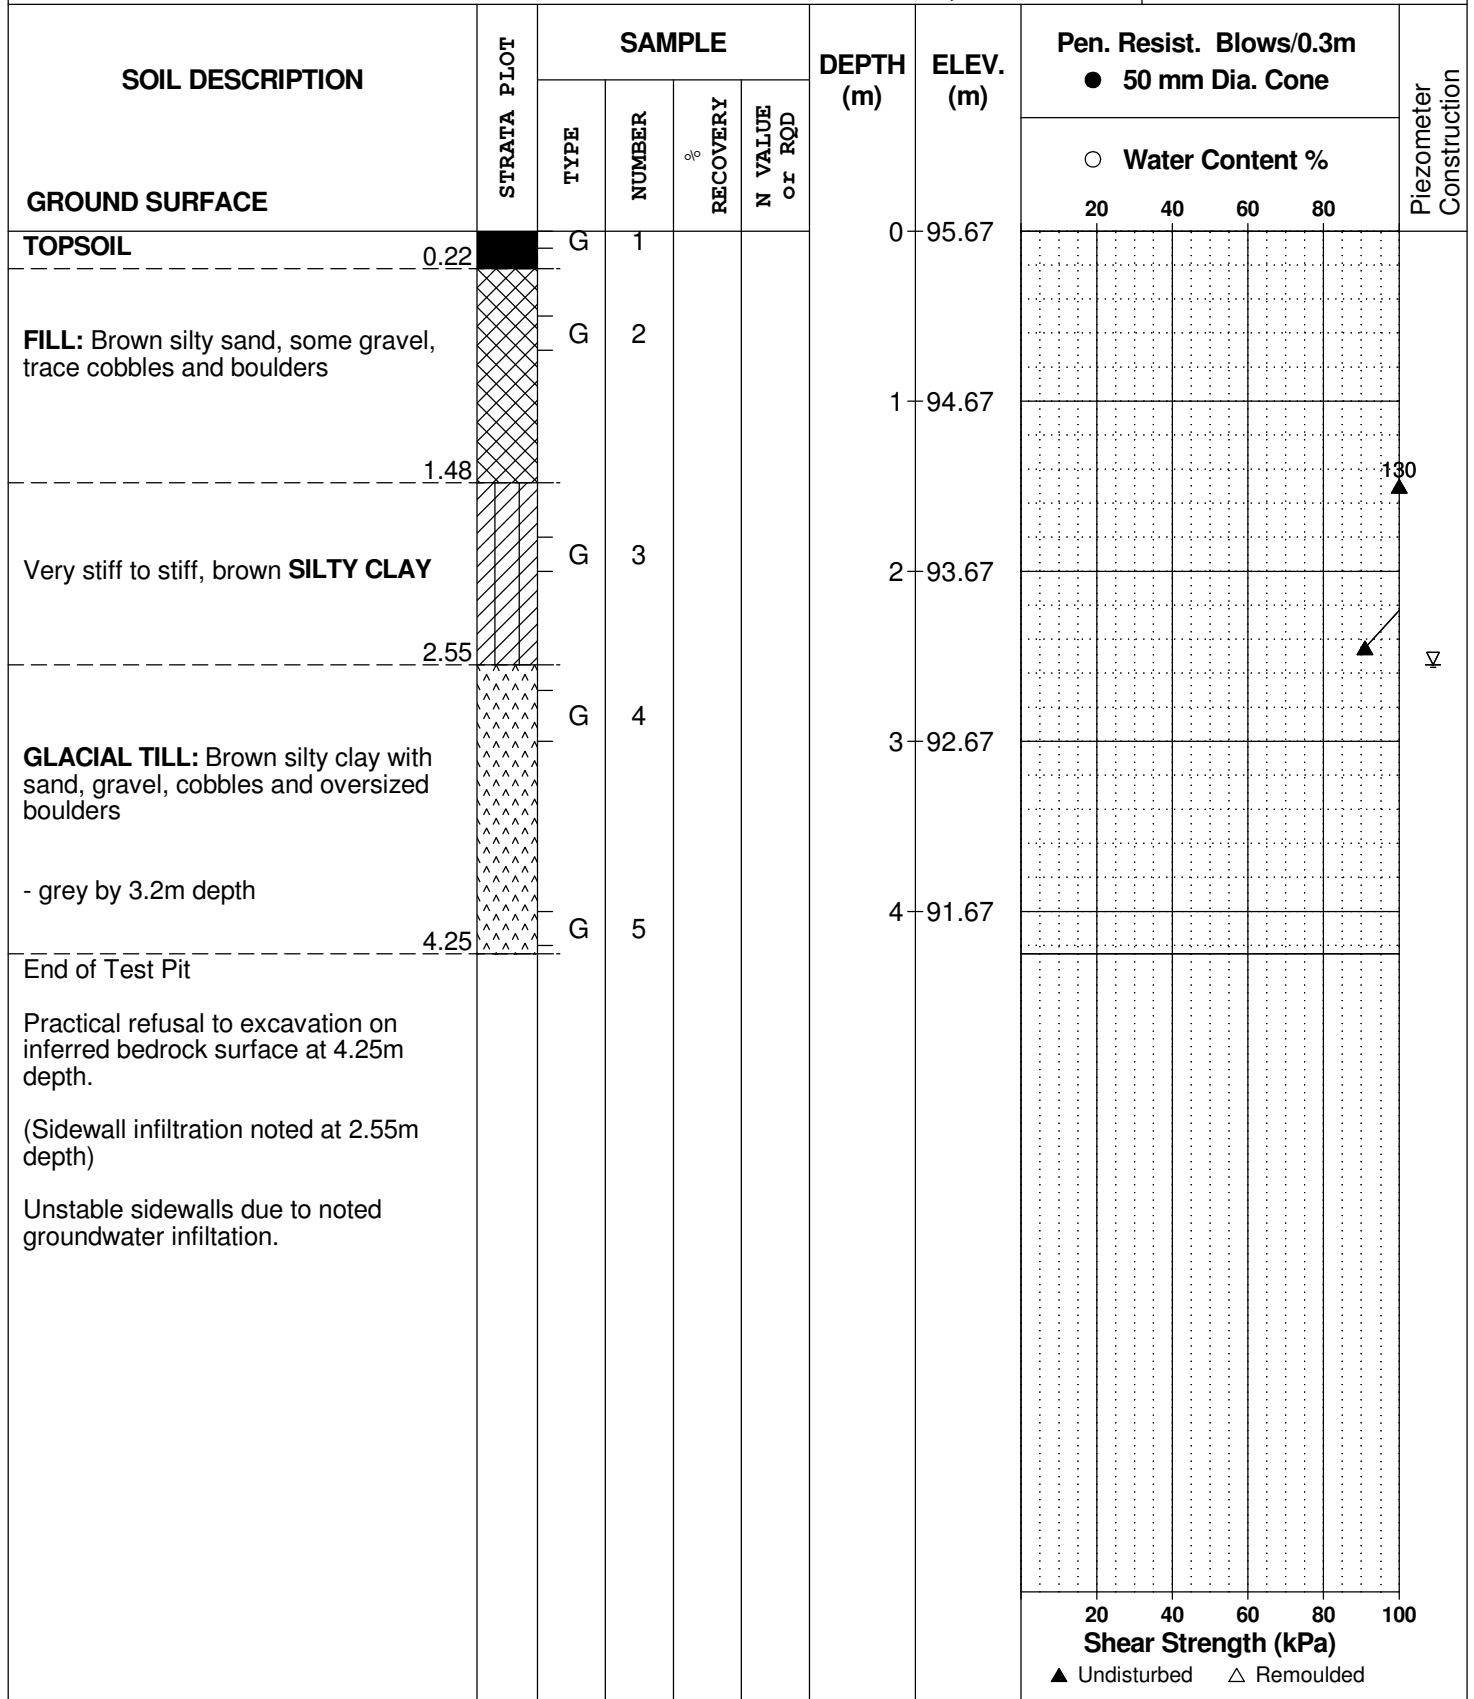 SOIL DESCRIPTION
GROUND SURFACE
STRATA PLOT
SAMPLE
TYPE
NUMBER
%
RECOVERY
N VALUE
or RQD
DEPTH
(m)
ELEV.
(m)
Pen. Resist. Blows/0.3m
● 50 mm Dia. Cone
○ Water Content %
20 40 60 80
Piezometer
Construction
TOPSOIL
0.22
G 1
0 95.67
FILL: Brown silty sand, some gravel,
trace cobbles and boulders
G 2
1 94.67
1.48
130
Very stiff to stiff, brown SILTY CLAY
G 3
2 93.67
2.55
G 4
3 92.67
GLACIAL TILL: Brown silty clay with
sand, gravel, cobbles and oversized
boulders
- grey by 3.2m depth
4 91.67
G 5
4.25
End of Test Pit
Practical refusal to excavation on
inferred bedrock surface at 4.25m
depth.
(Sidewall infiltration noted at 2.55m
depth)
Unstable sidewalls due to noted
groundwater infiltation.
20 40 60 80 100
Shear Strength (kPa)
▲ Undisturbed △ Remoulded